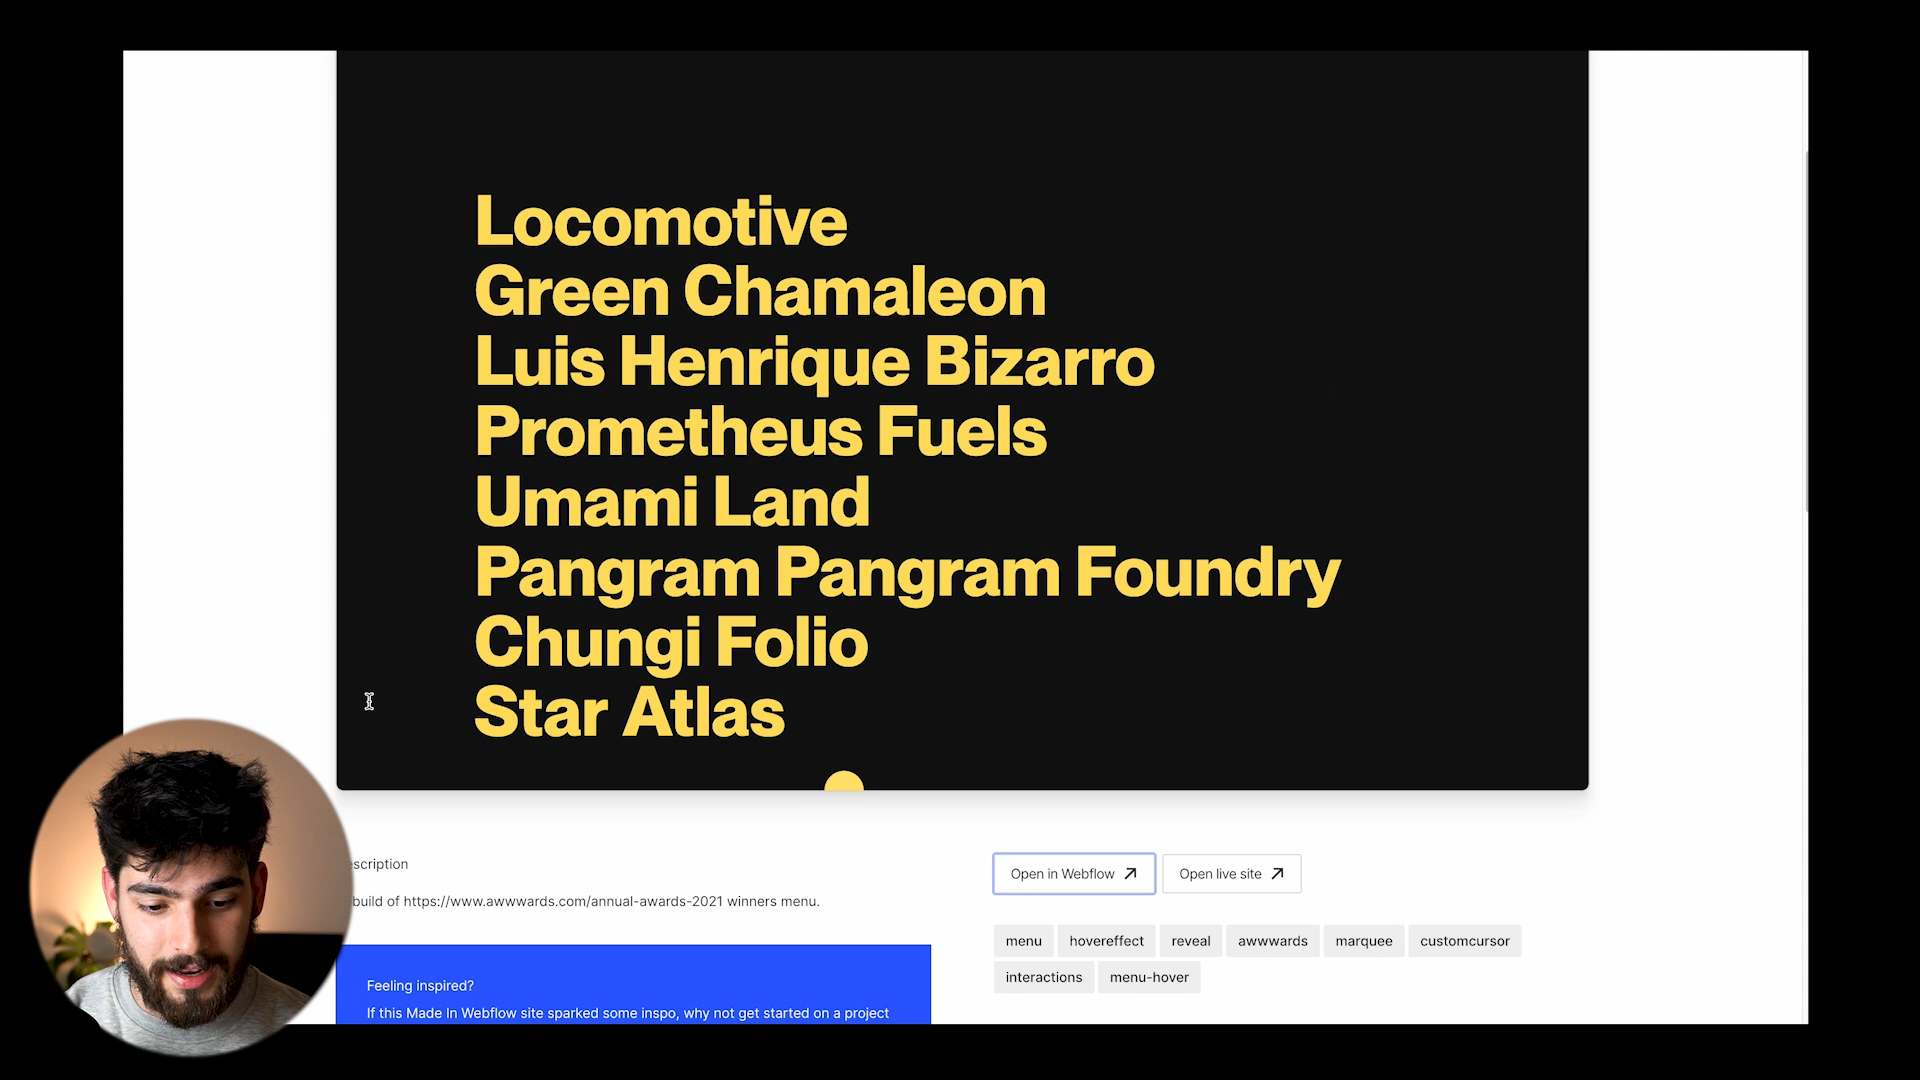 Locomotive
Green Chamaleon
Luis Henrique Bizarro
Prometheus Fuels
Umami Land
Pangram Pangram Foundry
Chungi Folio
Star Atlas
scription
build of https://www.awwwards.com/annual-awards-2021 winners menu.
Feeling inspired?
If this Made In Webflow site sparked some inspo, why not get started on a project
Open in Webflow Open live site
menu hovereffect reveal awwwards marquee customcursor
interactions menu-hover